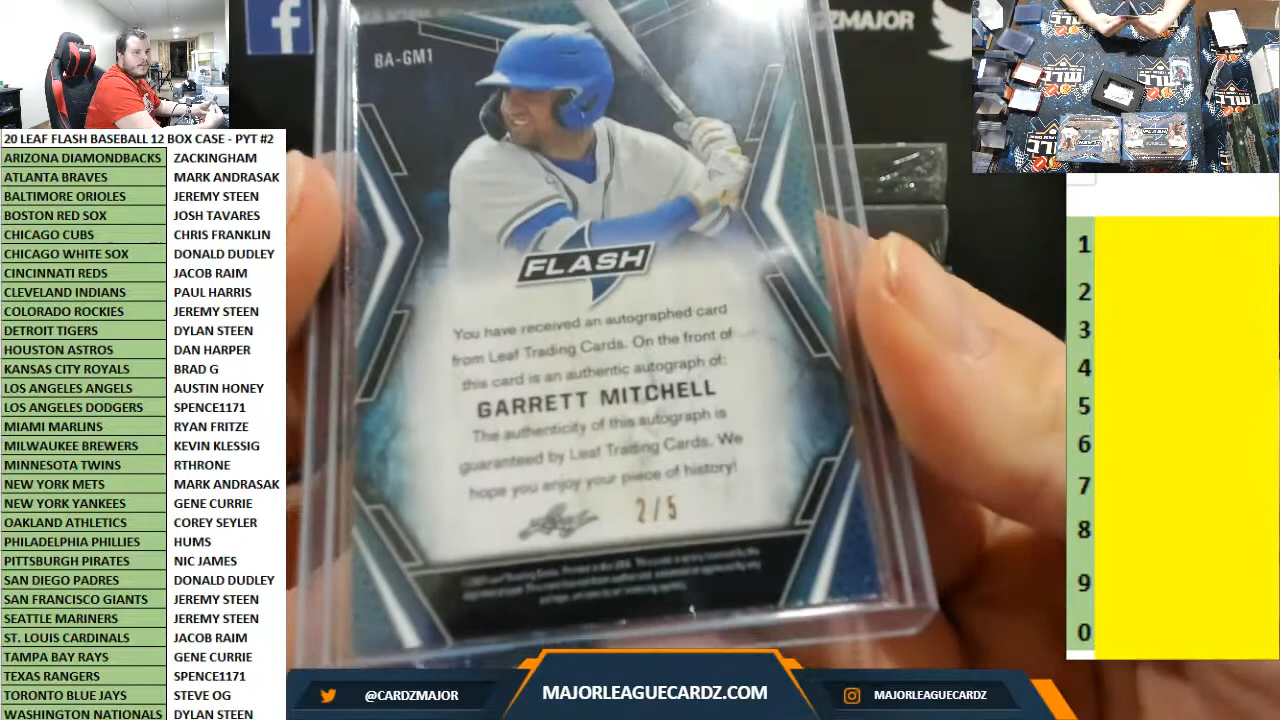 DZMAJOR
BA-GM1
FLASH
You have received an autographed card
from Leaf Trading Cards. On the front of
this card is an authentic autograph of:
GARRETT MITCHELL
The authenticity of this autograph is
guaranteed by Leaf Trading Cards. We
hope you enjoy your piece of history!
Leaf
2/5
20 LEAF FLASH BASEBALL 12 BOX CASE - PYT #2
ARIZONA DIAMONDBACKS ZACKINGHAM
ATLANTA BRAVES MARK ANDRASAK
BALTIMORE ORIOLES JEREMY STEEN
BOSTON RED SOX JOSH TAVARES
CHICAGO CUBS CHRIS FRANKLIN
CHICAGO WHITE SOX DONALD DUDLEY
CINCINNATI REDS JACOB RAIM
CLEVELAND INDIANS PAUL HARRIS
COLORADO ROCKIES JEREMY STEEN
DETROIT TIGERS DYLAN STEEN
HOUSTON ASTROS DAN HARPER
KANSAS CITY ROYALS BRAD G
LOS ANGELES ANGELS AUSTIN HONEY
LOS ANGELES DODGERS SPENCE1171
MIAMI MARLINS RYAN FRITZE
MILWAUKEE BREWERS KEVIN KLESSIG
MINNESOTA TWINS RTHRONE
NEW YORK METS MARK ANDRASAK
NEW YORK YANKEES GENE CURRIE
OAKLAND ATHLETICS COREY SEYLER
PHILADELPHIA PHILLIES HUMS
PITTSBURGH PIRATES NIC JAMES
SAN DIEGO PADRES DONALD DUDLEY
SAN FRANCISCO GIANTS JEREMY STEEN
SEATTLE MARINERS JEREMY STEEN
ST. LOUIS CARDINALS JACOB RAIM
TAMPA BAY RAYS GENE CURRIE
TEXAS RANGERS SPENCE1171
TORONTO BLUE JAYS STEVE OG
WASHINGTON NATIONALS DYLAN STEEN
1
2
3
4
5
6
7
8
9
0
@CARDZMAJOR
MAJORLEAGUECARDZ.COM
MAJORLEAGUECARDZ